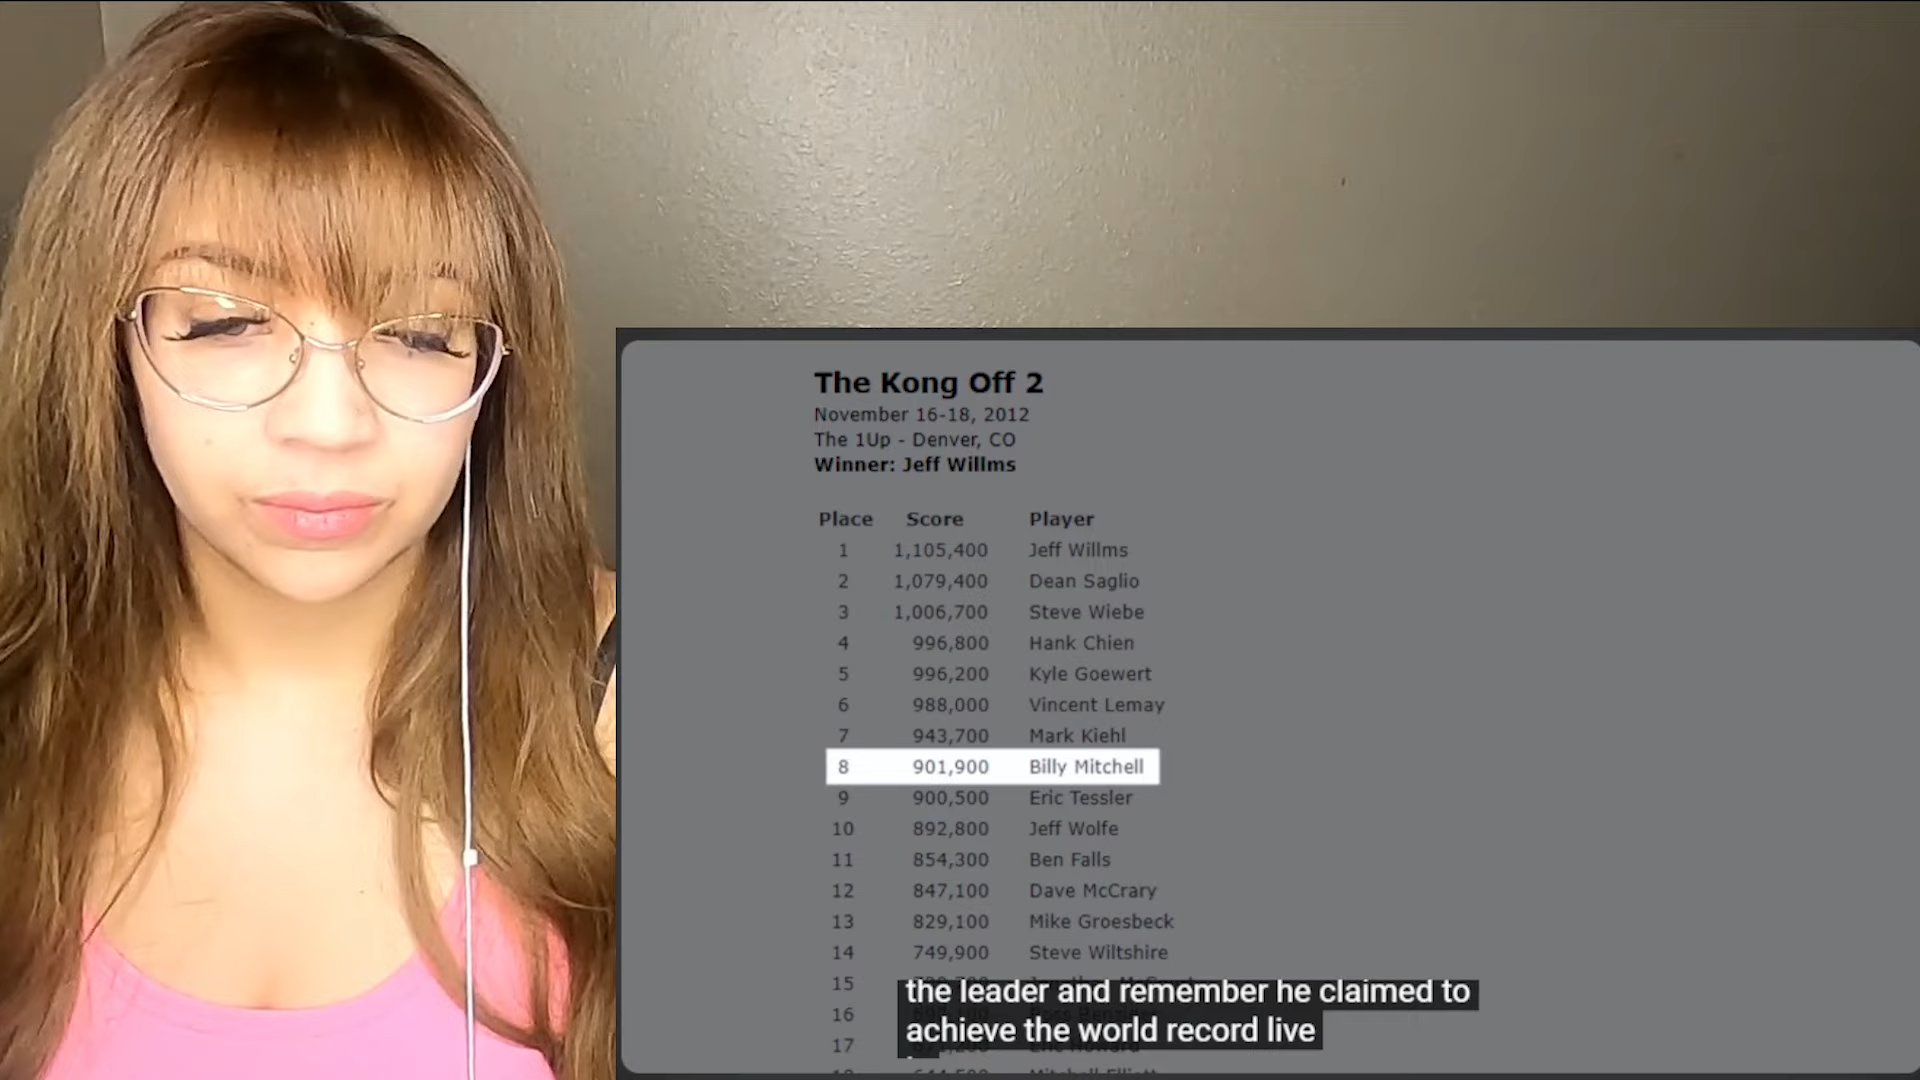 The Kong Off 2
November 16-18, 2012
The 1Up - Denver, CO
Winner: Jeff Willms
Place Score Player
1 1,105,400 Jeff Willms
2 1,079,400 Dean Saglio
3 1,006,700 Steve Wiebe
4 996,800 Hank Chien
5 996,200 Kyle Goewert
6 988,000 Vincent Lemay
7 943,700 Mark Kiehl
8 901,900 Billy Mitchell
9 900,500 Eric Tessler
10 892,800 Jeff Wolfe
11 854,300 Ben Falls
12 847,100 Dave McCrary
13 829,100 Mike Groesbeck
14 749,900 Steve Wiltshire
15
the leader and remember he claimed to
16
achieve the world record live
17